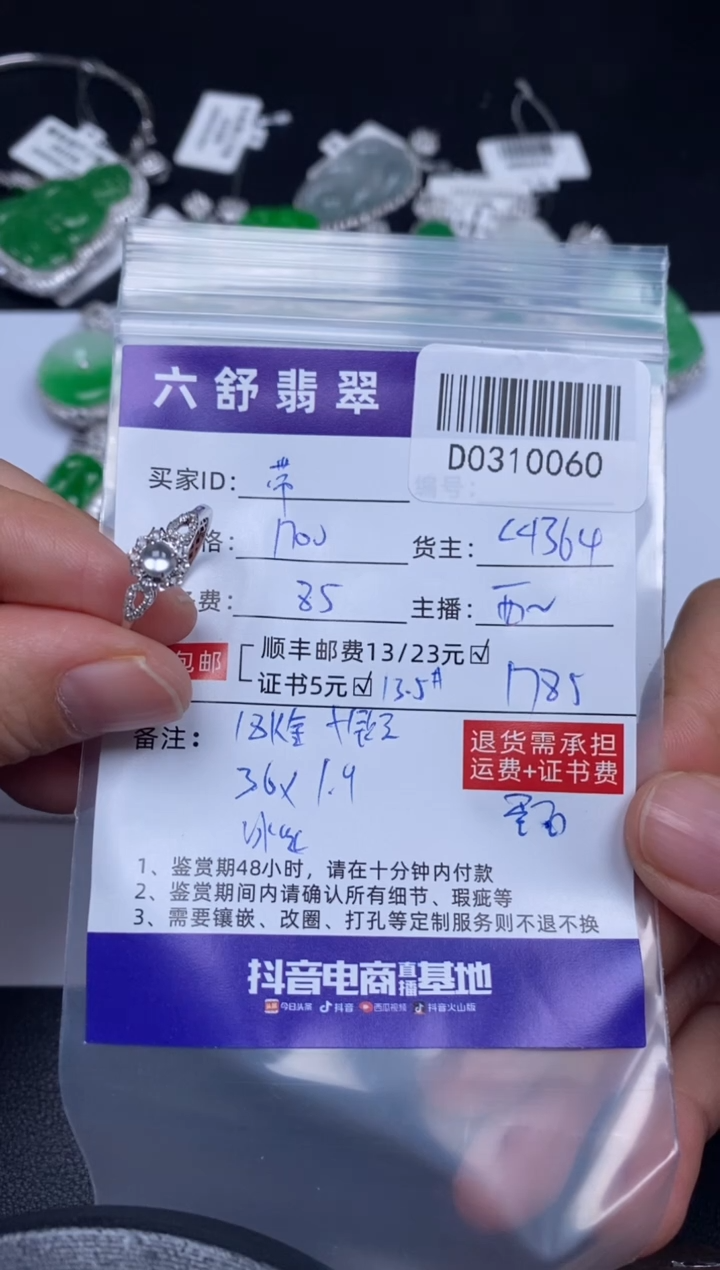 六舒翡翠
D0310060
买家ID: 带
格: 1700 货主: C4364
费: 85 主播: 西~
包邮 顺丰邮费13/23元☑
证书5元☑ 13.5# 1785
备注: 18K金+钻石
退货需承担
运费+证书费
36X1.9
蛋面
1、鉴赏期48小时，请在十分钟内付款
2、鉴赏期间内请确认所有细节、瑕疵等
3、需要镶嵌、改圈、打孔等定制服务则不退不换
抖音电商直播基地
今日头条 抖音 西瓜视频 抖音火山版